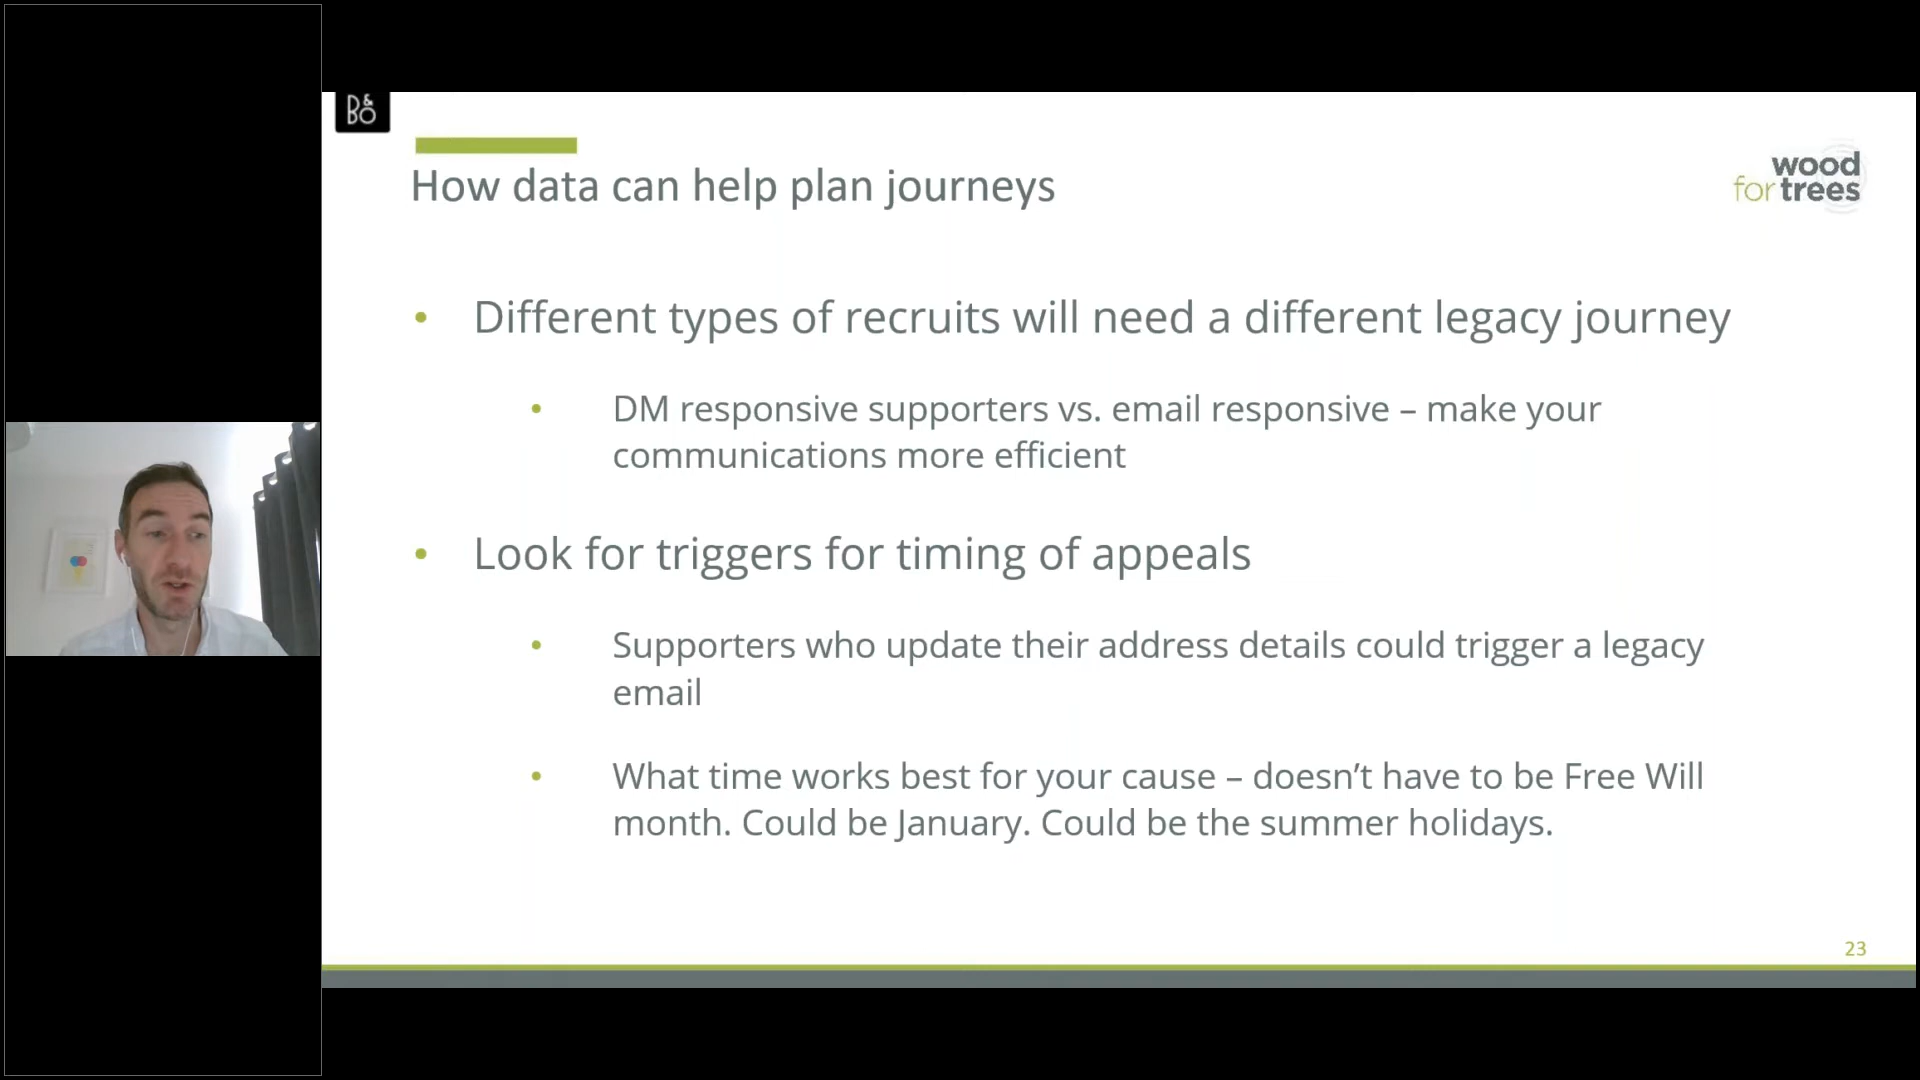 B&O
How data can help plan journeys
wood
for trees
• Different types of recruits will need a different legacy journey
• DM responsive supporters vs. email responsive – make your
communications more efficient
• Look for triggers for timing of appeals
• Supporters who update their address details could trigger a legacy
email
• What time works best for your cause – doesn’t have to be Free Will
month. Could be January. Could be the summer holidays.
23